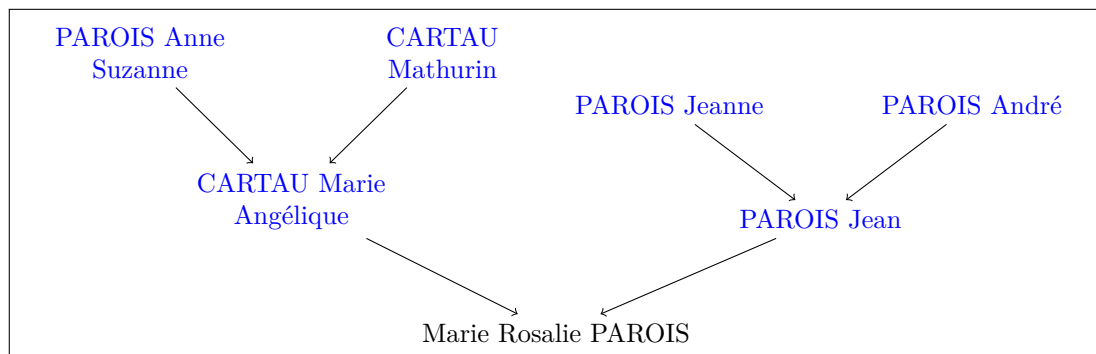 PAROIS Anne
Suzanne
CARTAU
Mathurin
PAROIS Jeanne
PAROIS André
CARTAU Marie
Angélique
PAROIS Jean
Marie Rosalie PAROIS